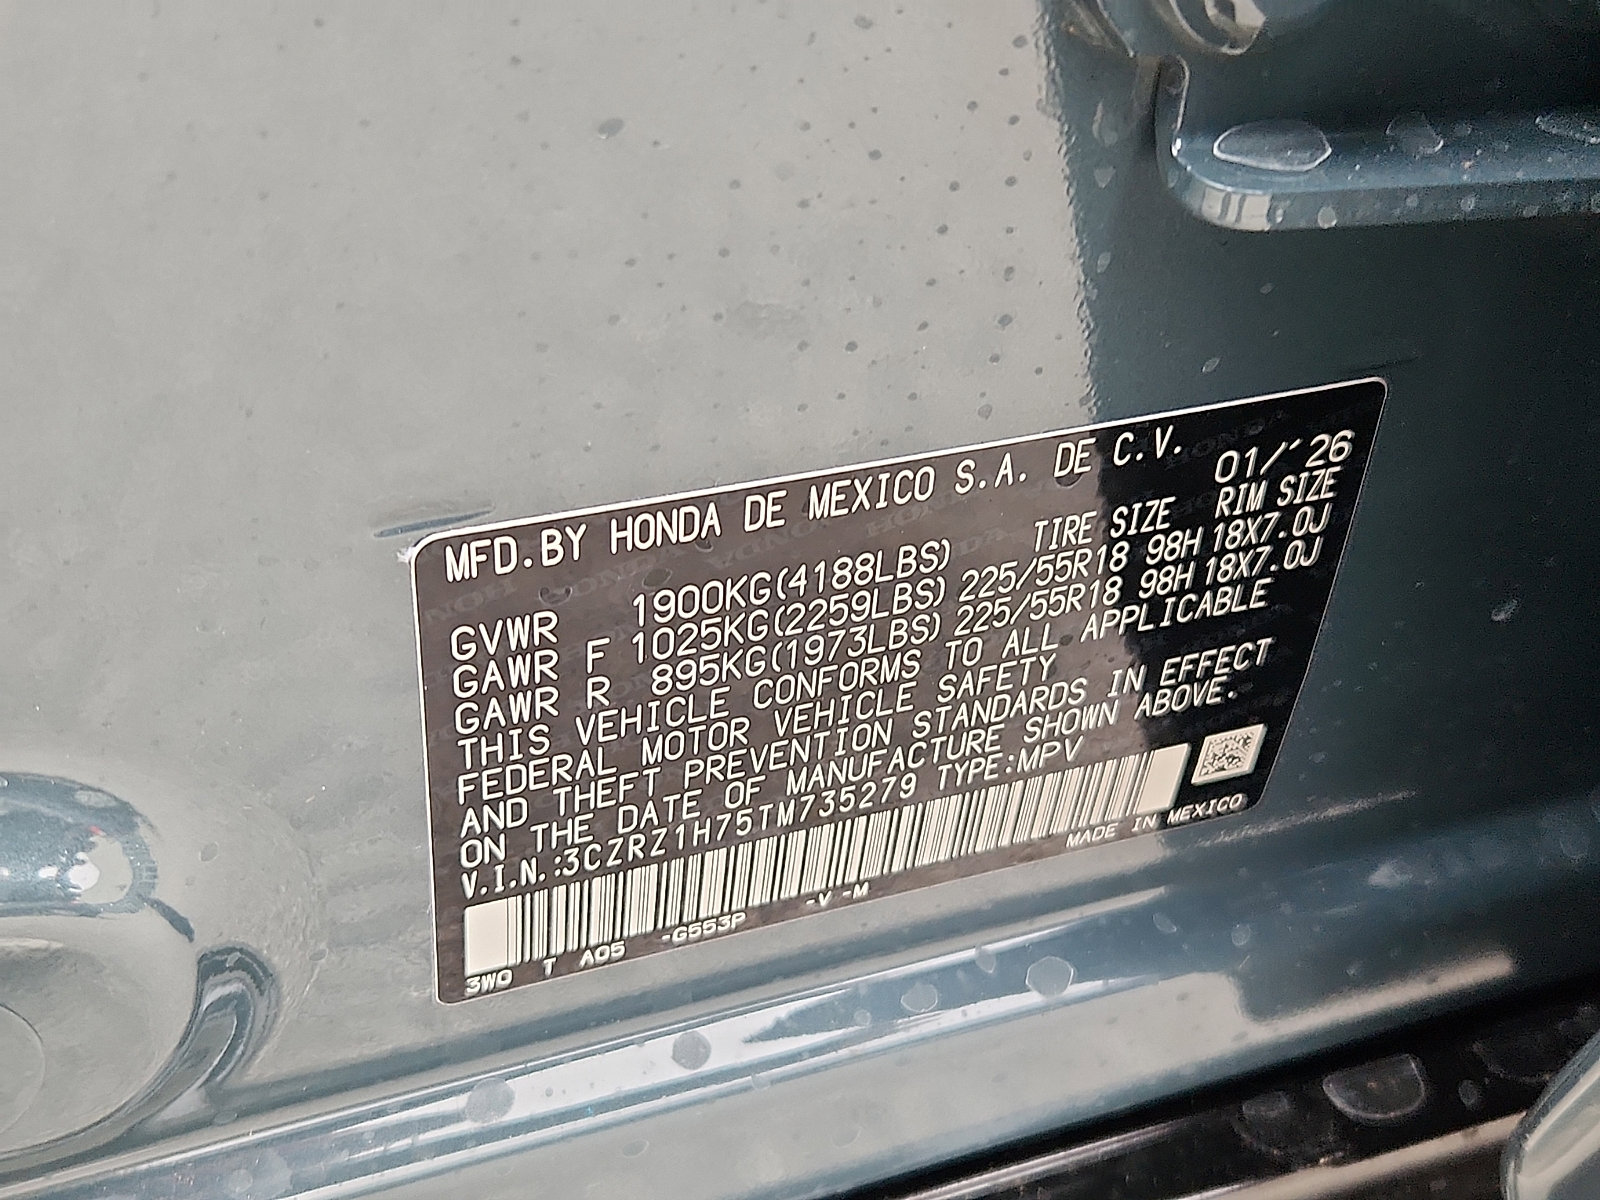 MFD.BY HONDA DE MEXICO S.A. DE C.V.
01/´26
TIRE SIZE RIM SIZE
GVWR 1900KG(4188LBS)
GAWR F 1025KG(2259LBS) 225/55R18 98H 18X7.0J
GAWR R 895KG(1973LBS) 225/55R18 98H 18X7.0J
THIS VEHICLE CONFORMS TO ALL APPLICABLE
FEDERAL MOTOR VEHICLE SAFETY
AND THEFT PREVENTION STANDARDS IN EFFECT
ON THE DATE OF MANUFACTURE SHOWN ABOVE.
V.I.N.:3CZRZ1H75TM735279 TYPE:MPV
MADE IN MEXICO
3WO T A05 -G553P -V -M